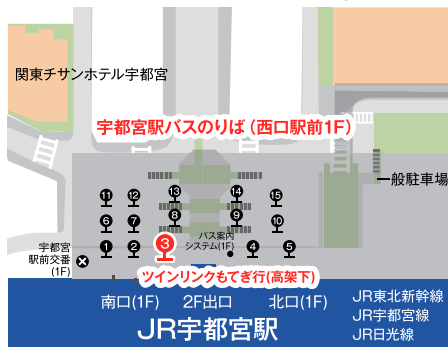 関東チサンホテル宇都宮
宇都宮駅バスのりば（西口駅前1F）
一般駐車場
11
12
13
14
15
6
7
8
9
10
宇都宮
駅前交番
(1F)
1
2
3
バス案内
システム(1F)
4
5
ツインリンクもてぎ行(高架下)
南口(1F)
2F出口
北口(1F)
JR宇都宮駅
JR東北新幹線
JR宇都宮線
JR日光線